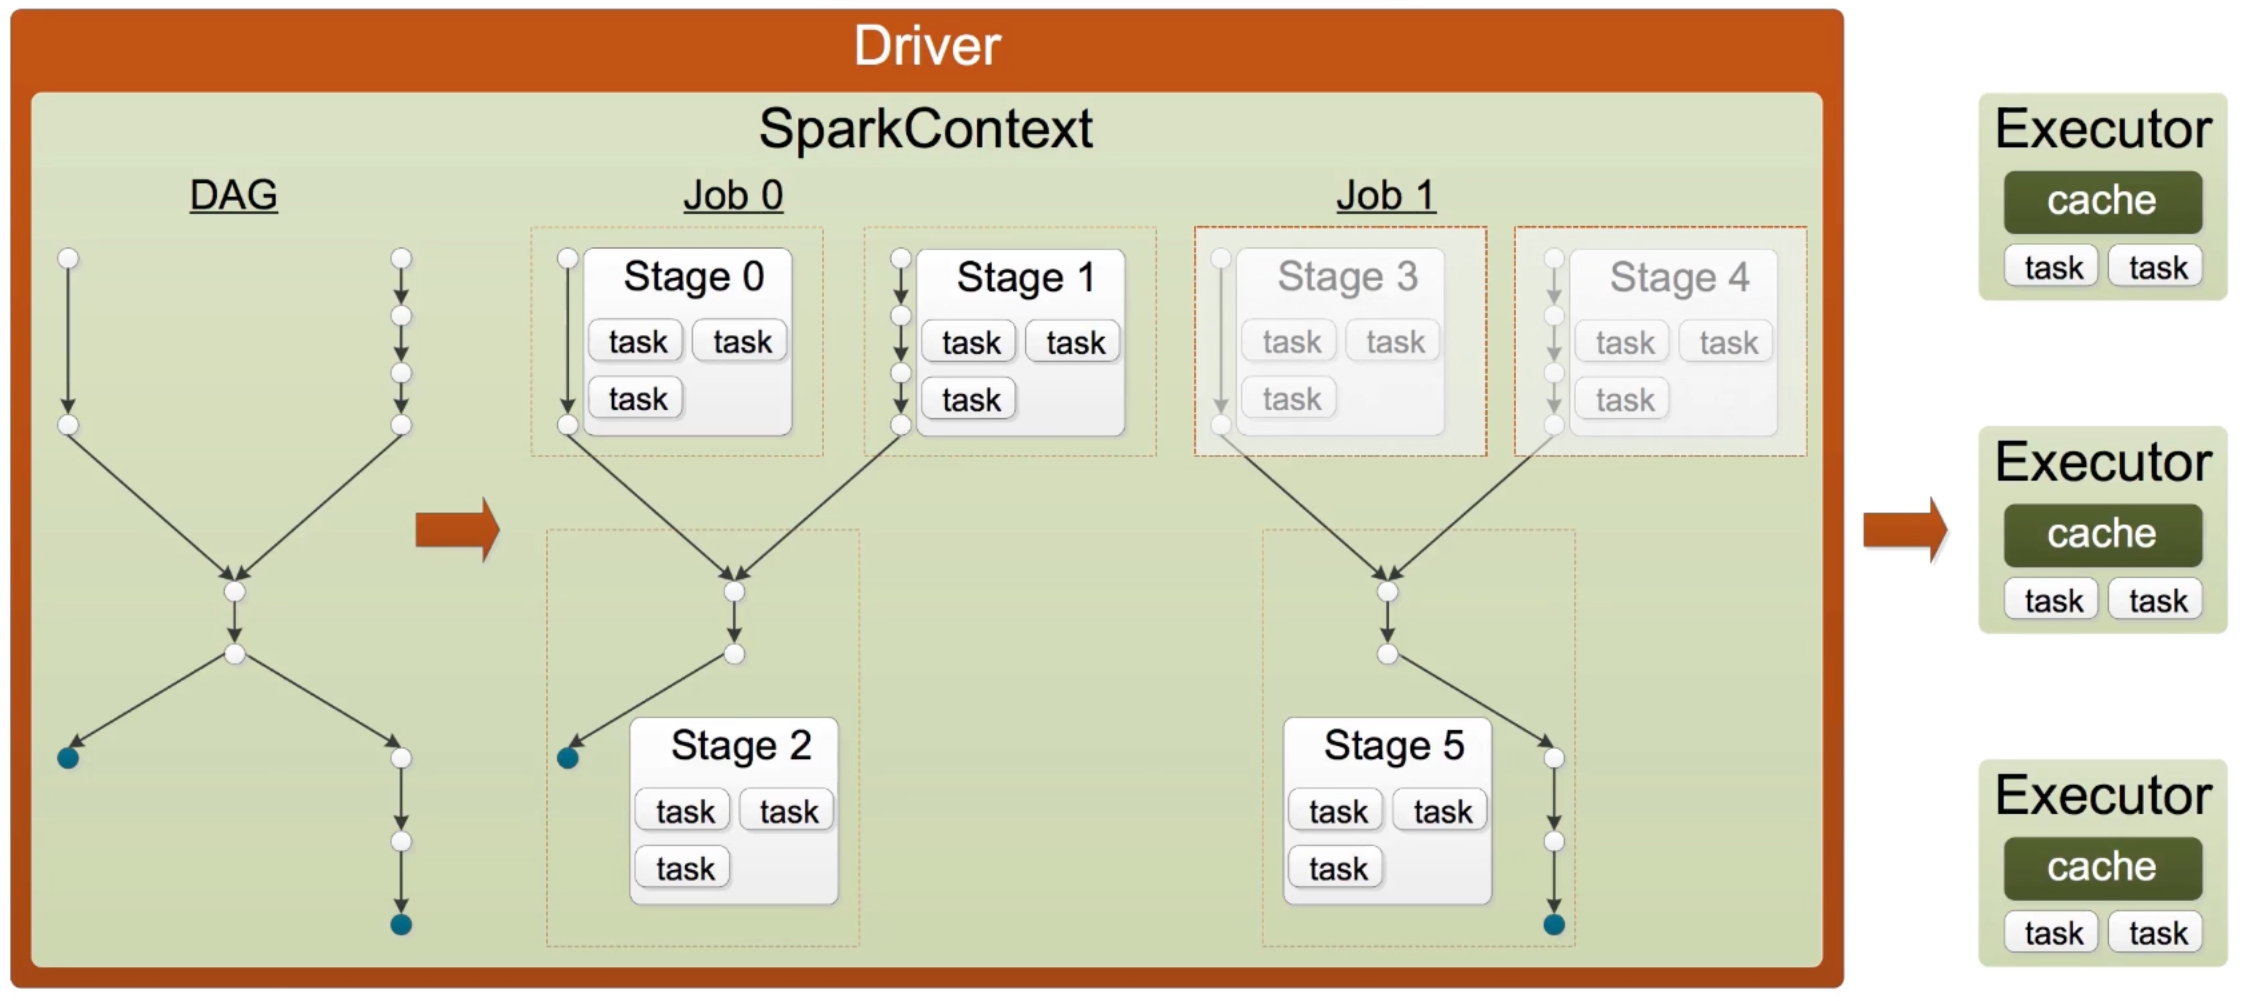 Driver
SparkContext
DAG
Job 0
Job 1
Stage 0
task task
task
Stage 1
task task
task
Stage 3
task task
task
Stage 4
task task
task
Stage 2
task task
task
Stage 5
task task
task
Executor
cache
task task
Executor
cache
task task
Executor
cache
task task